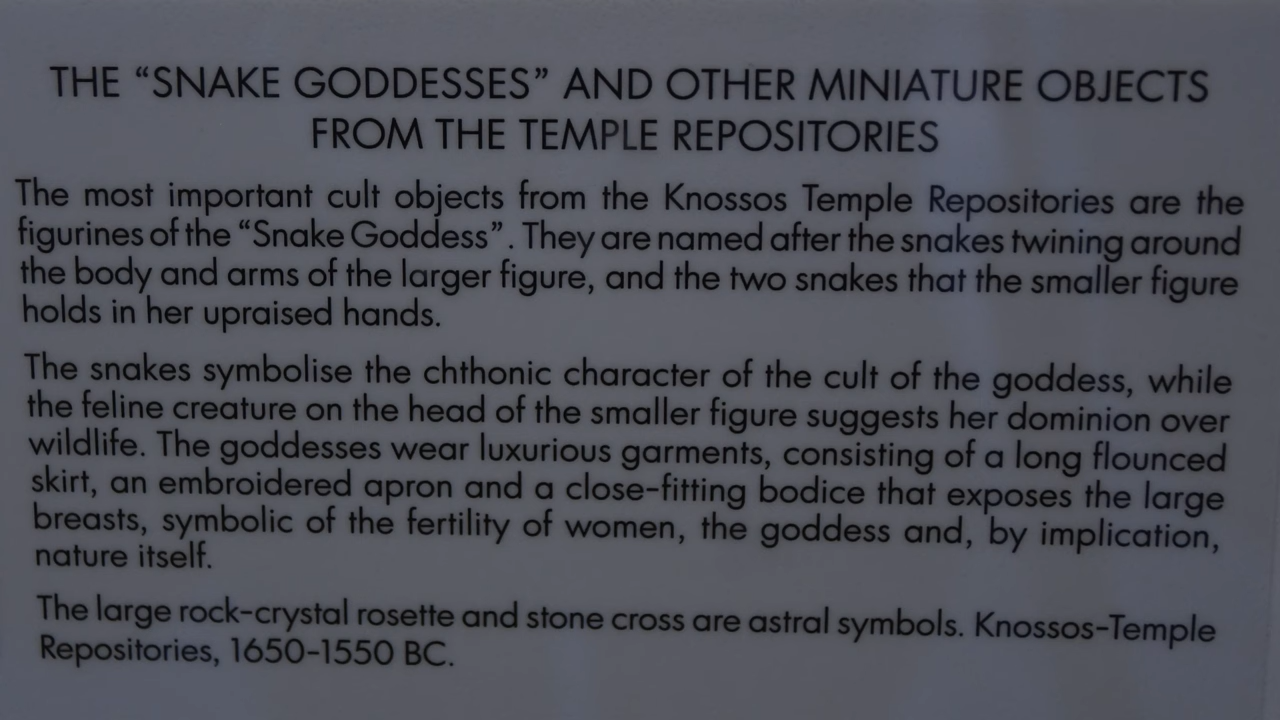 THE “SNAKE GODDESSES” AND OTHER MINIATURE OBJECTS
FROM THE TEMPLE REPOSITORIES
The most important cult objects from the Knossos Temple Repositories are the
figurines of the “Snake Goddess”. They are named after the snakes twining around
the body and arms of the larger figure, and the two snakes that the smaller figure
holds in her upraised hands.
The snakes symbolise the chthonic character of the cult of the goddess, while
the feline creature on the head of the smaller figure suggests her dominion over
wildlife. The goddesses wear luxurious garments, consisting of a long flounced
skirt, an embroidered apron and a close-fitting bodice that exposes the large
breasts, symbolic of the fertility of women, the goddess and, by implication,
nature itself.
The large rock-crystal rosette and stone cross are astral symbols. Knossos-Temple
Repositories, 1650-1550 BC.